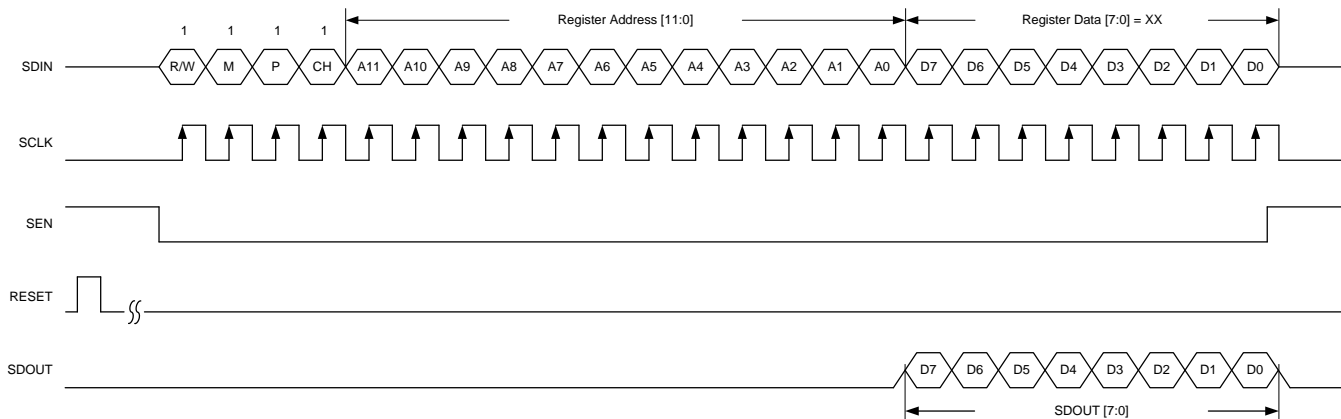 1 1 1 1 Register Address [11:0] Register Data [7:0] = XX
SDIN R/W M P CH A11 A10 A9 A8 A7 A6 A5 A4 A3 A2 A1 A0 D7 D6 D5 D4 D3 D2 D1 D0
SCLK
SEN
RESET
SDOUT D7 D6 D5 D4 D3 D2 D1 D0
SDOUT [7:0]